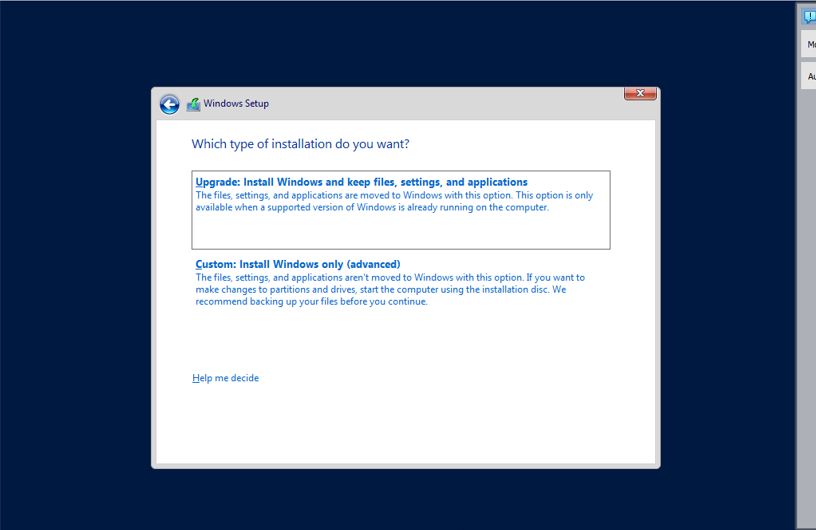 Windows Setup
Which type of installation do you want?
Upgrade: Install Windows and keep files, settings, and applications
The files, settings, and applications are moved to Windows with this option. This option is only
available when a supported version of Windows is already running on the computer.
Custom: Install Windows only (advanced)
The files, settings, and applications aren't moved to Windows with this option. If you want to
make changes to partitions and drives, start the computer using the installation disc. We
recommend backing up your files before you continue.
Help me decide